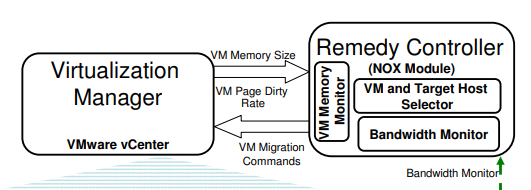 Virtualization
Manager
VMware vCenter
VM Memory Size
VM Page Dirty
Rate
VM Migration
Commands
Remedy Controller
(NOX Module)
VM Memory
Monitor
VM and Target Host
Selector
Bandwidth Monitor
Bandwidth Monitor